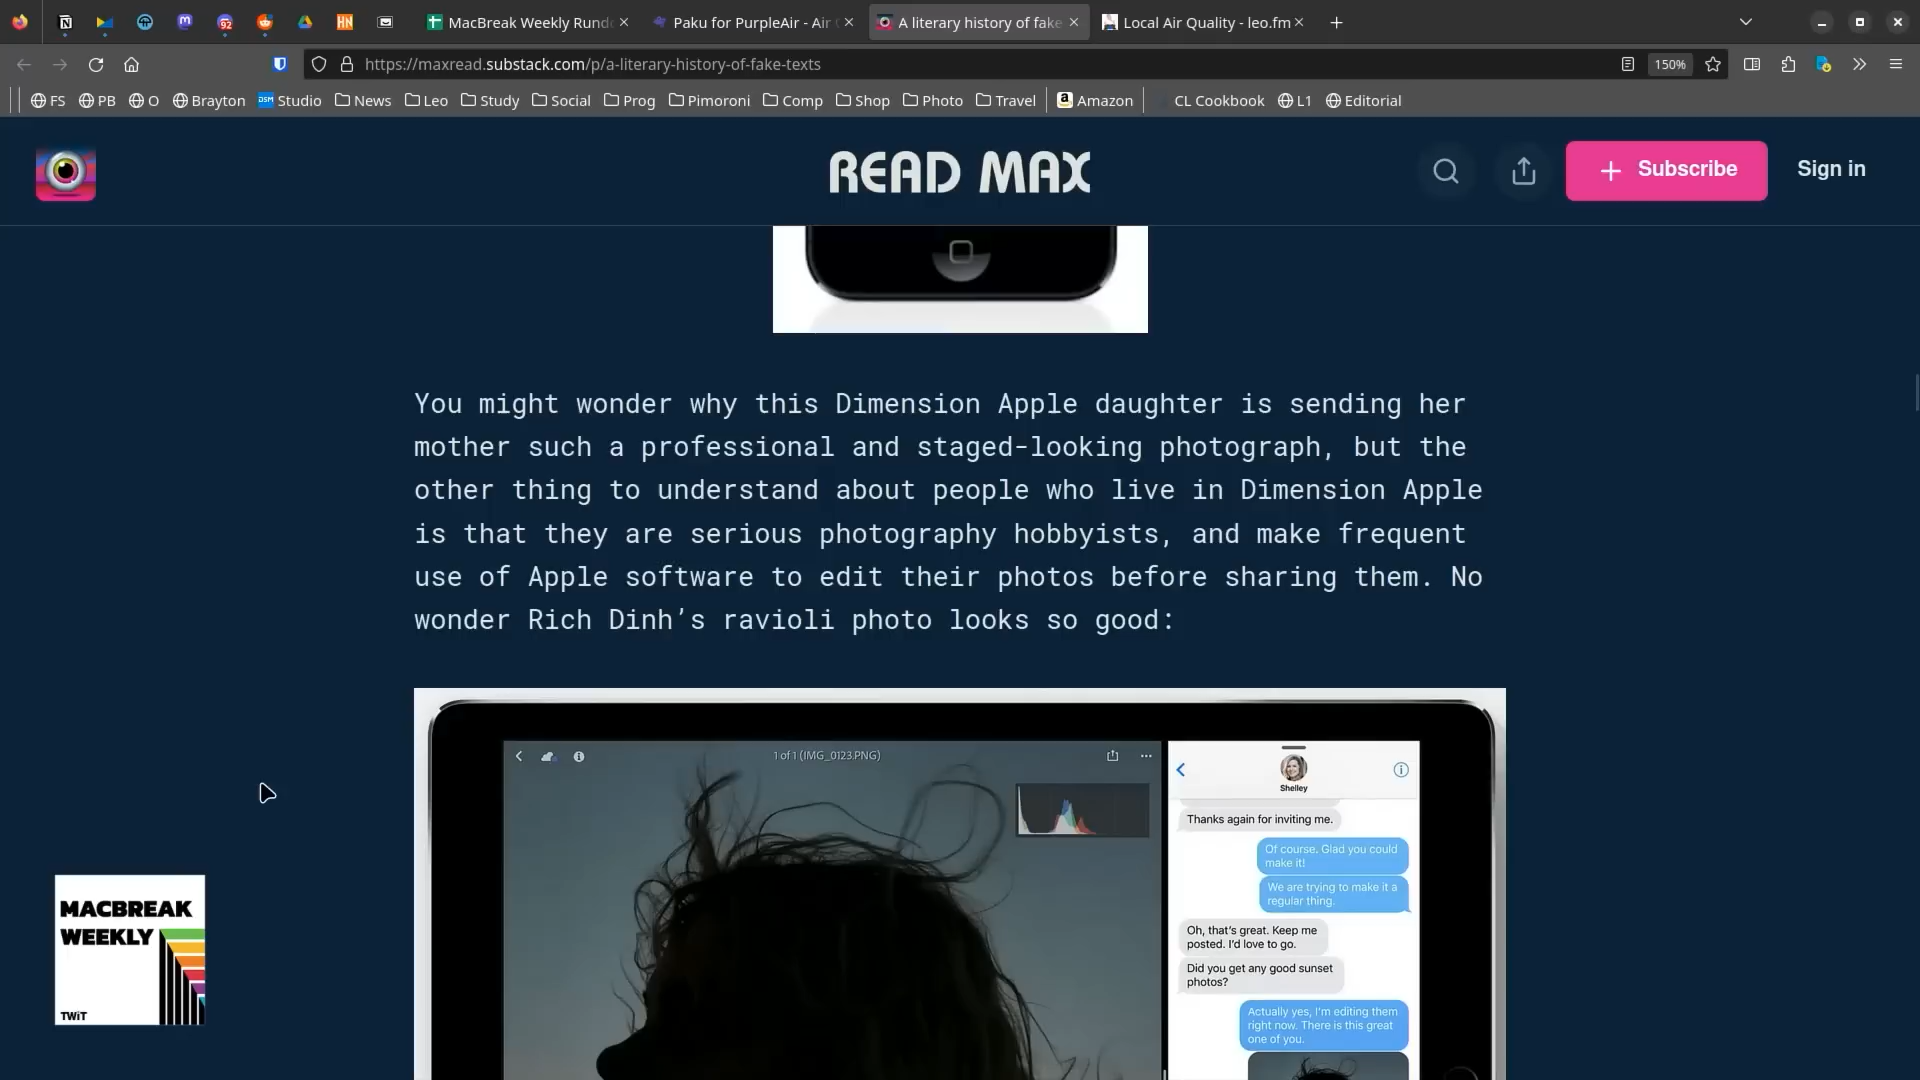 MacBreak Weekly Rund
Paku for PurpleAir - Air
A literary history of fake
Local Air Quality - leo.fm
https://maxread.substack.com/p/a-literary-history-of-fake-texts
150%
FS PB O Brayton Studio News Leo Study Social Prog Pimoroni Comp Shop Photo Travel Amazon CL Cookbook L1 Editorial
READ MAX
Subscribe
Sign in
You might wonder why this Dimension Apple daughter is sending her
mother such a professional and staged-looking photograph, but the
other thing to understand about people who live in Dimension Apple
is that they are serious photography hobbyists, and make frequent
use of Apple software to edit their photos before sharing them. No
wonder Rich Dinh’s ravioli photo looks so good:
1 of 1 (IMG_0123.PNG)
Shelley
Thanks again for inviting me.
Of course. Glad you could
make it!
We are trying to make it a
regular thing.
Oh, that’s great. Keep me
posted. I’d love to go.
Did you get any good sunset
photos?
Actually yes, I’m editing them
right now. There is this great
one of you.
MACBREAK
WEEKLY
TWiT